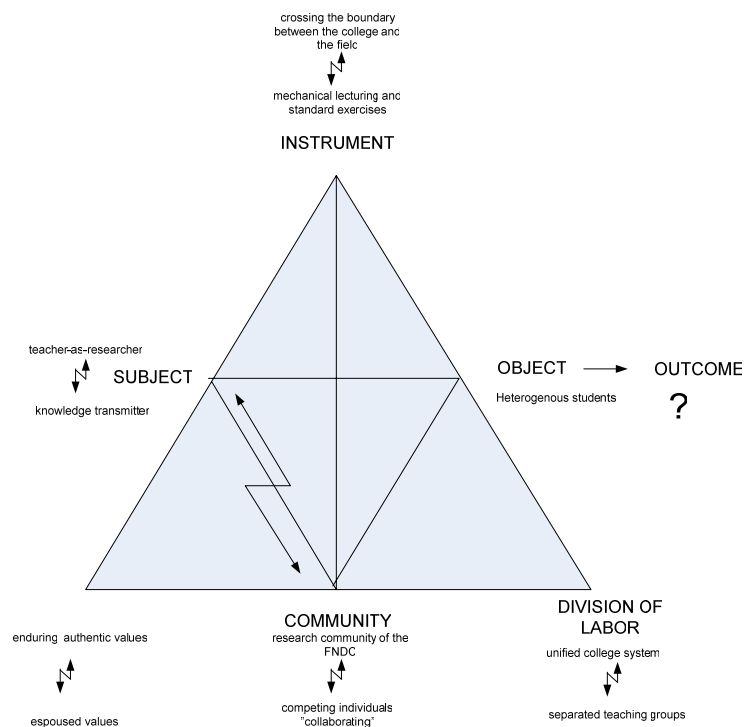 crossing the boundary
between the college and
the field
mechanical lecturing and
standard exercises
INSTRUMENT
teacher-as-researcher
SUBJECT
knowledge transmitter
OBJECT
OUTCOME
Heterogenous students
?
enduring authentic values
espoused values
COMMUNITY
research community of the
FNDC
competing individuals
"collaborating"
DIVISION OF
LABOR
unified college system
separated teaching groups